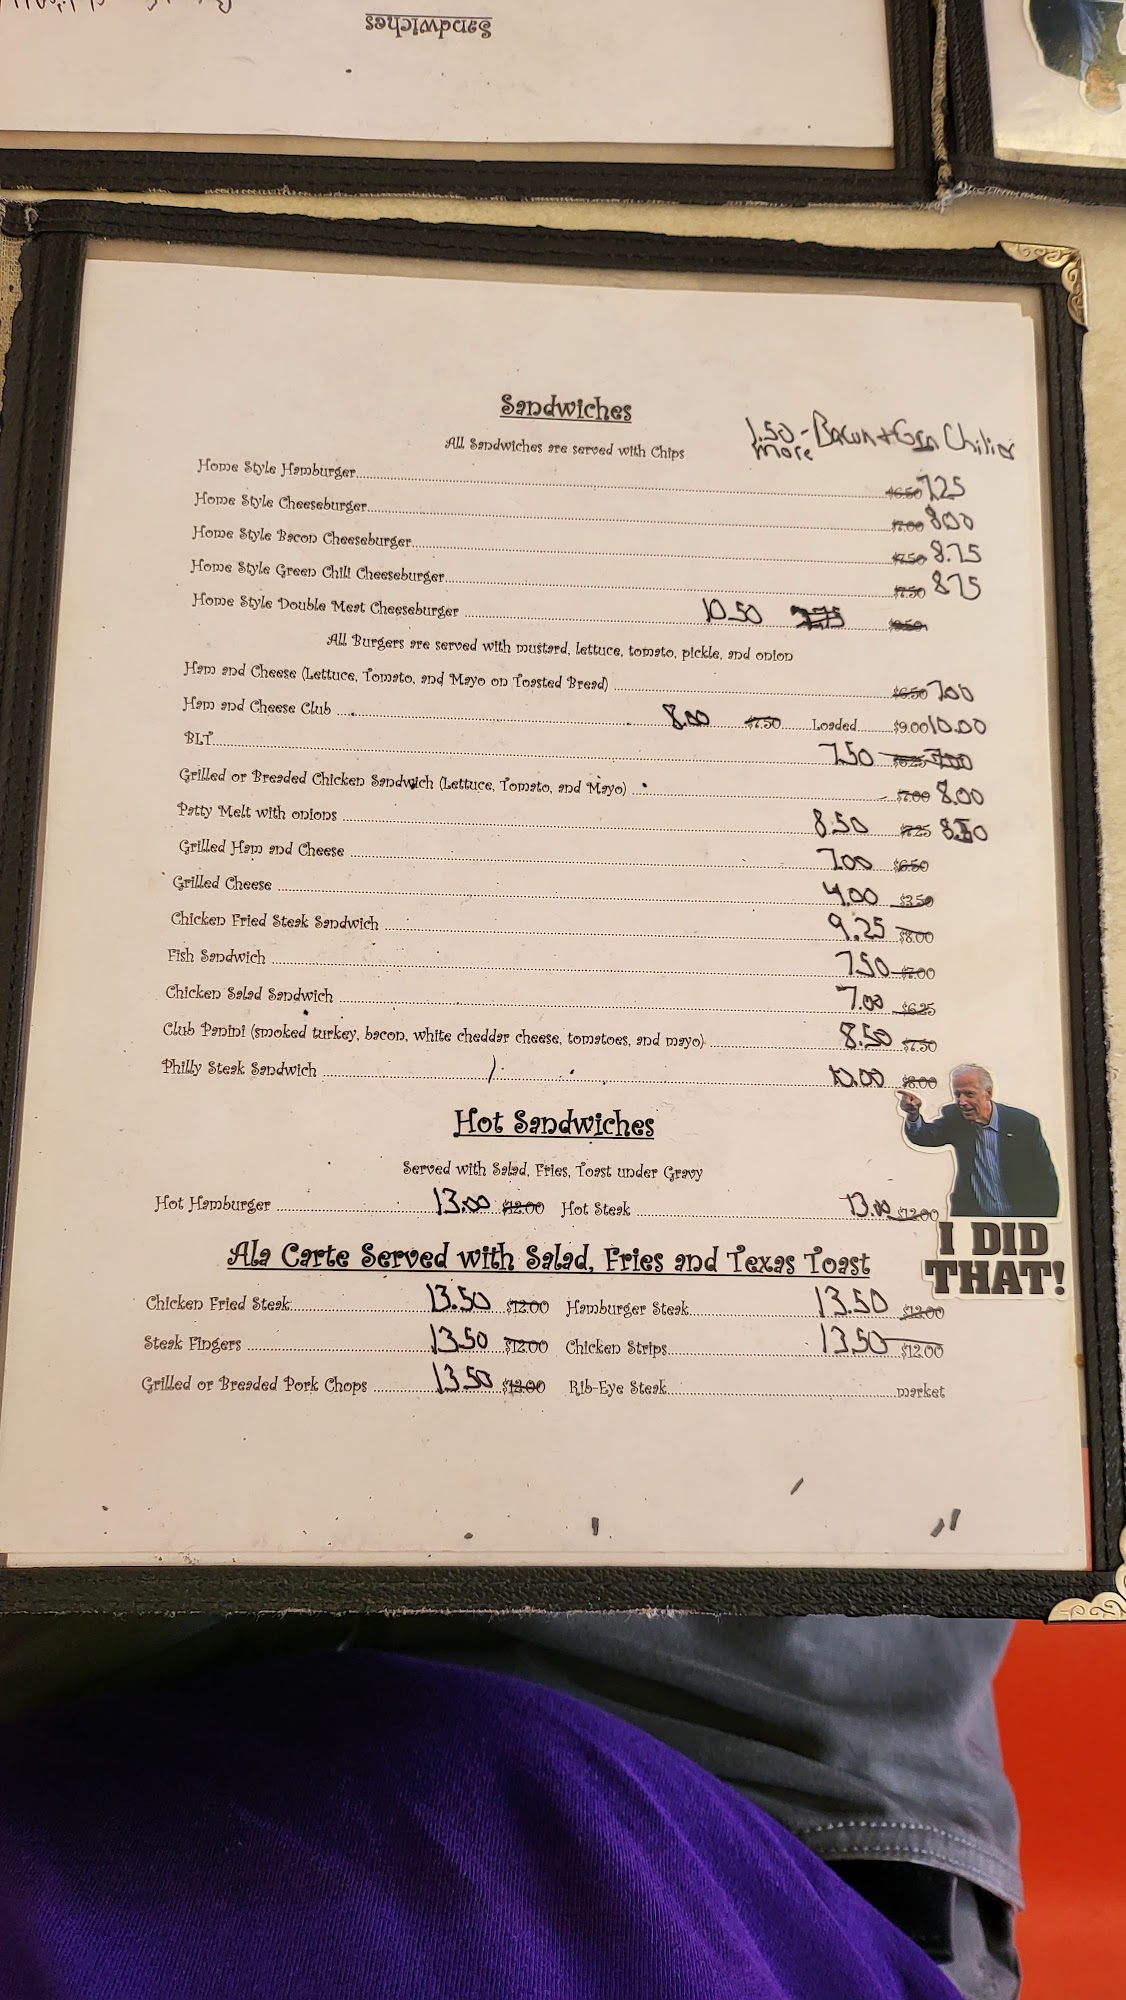 Sandwiches
Sandwiches
All Sandwiches are served with Chips
1.50 - Bacon + Grn Chilie
more
Home Style Hamburger $6.50 7.25
Home Style Cheeseburger $7.00 8.00
Home Style Bacon Cheeseburger $7.50 8.75
Home Style Green Chili Cheeseburger $7.50 875
Home Style Double Meat Cheeseburger 10.50
All Burgers are served with mustard, lettuce, tomato, pickle, and onion
Ham and Cheese (Lettuce, Tomato, and Mayo on Toasted Bread) $6.50 7.00
Ham and Cheese Club 8.00 $7.50 Loaded $9.00 10.00
BLT 7.50 $6.25 7.00
Grilled or Breaded Chicken Sandwich (Lettuce, Tomato, and Mayo) $7.00 8.00
Patty Melt with onions 8.50 $7.25
Grilled Ham and Cheese 7.00 $6.50
Grilled Cheese 4.00 $3.50
Chicken Fried Steak Sandwich 9.25 $8.00
Fish Sandwich 7.50 $7.00
Chicken Salad Sandwich 7.00 $6.25
Club Panini (smoked turkey, bacon, white cheddar cheese, tomatoes, and mayo) 8.50 $7.50
Philly Steak Sandwich 10.00 $8.00
Hot Sandwiches
Served with Salad, Fries, Toast under Gravy
Hot Hamburger 13.00 $12.00 Hot Steak 13.00 $12.00
I DID
THAT!
Ala Carte Served with Salad, Fries and Texas Toast
Chicken Fried Steak 13.50 $12.00 Hamburger Steak 13.50 $12.00
Steak Fingers 13.50 $12.00 Chicken Strips 13.50 $12.00
Grilled or Breaded Pork Chops 13.50 $12.00 Rib-Eye Steak market